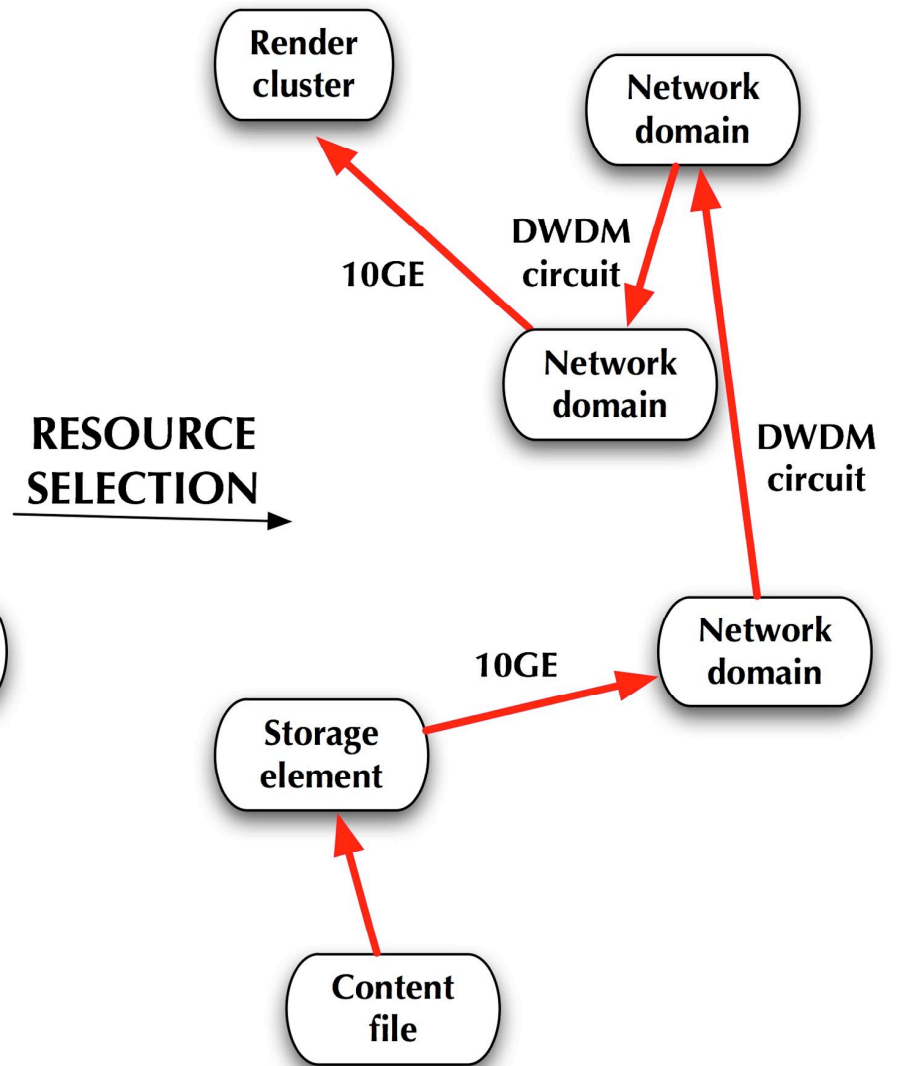 Render
cluster
Network
domain
DWDM
circuit
10GE
Network
domain
RESOURCE
SELECTION
DWDM
circuit
Network
domain
10GE
Storage
element
Content
file